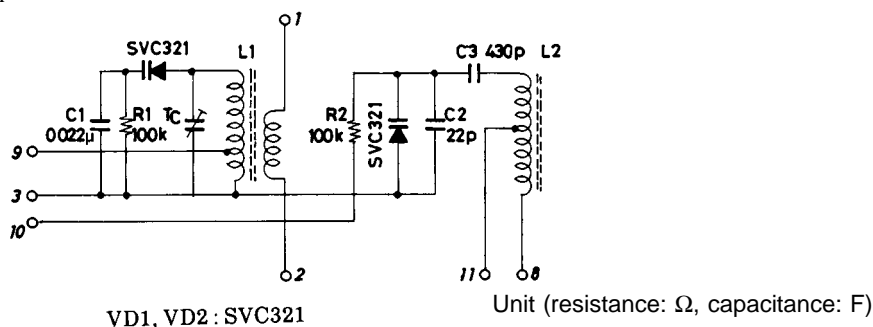 1
SVC321
L1
C3 430p
L2
C1
0022μ
R1
100k
TC
R2
100k
SVC321
C2
22p
9
3
10
2
11
8
VD1, VD2 : SVC321
Unit (resistance: Ω, capacitance: F)